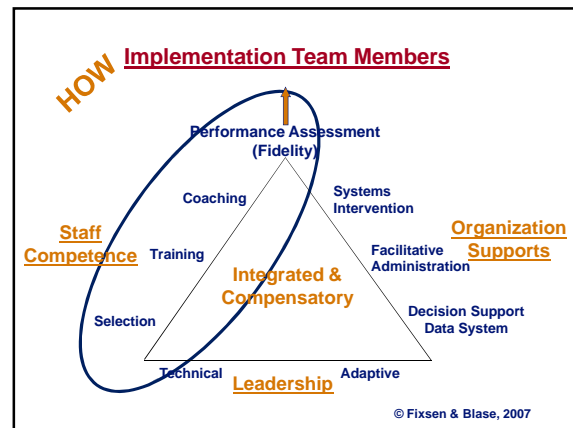 HOW
Implementation Team Members
Performance Assessment
(Fidelity)
Coaching
Systems
Intervention
Staff
Competence
Organization
Supports
Training
Facilitative
Administration
Integrated &
Compensatory
Selection
Decision Support
Data System
Technical
Leadership
Adaptive
© Fixsen & Blase, 2007